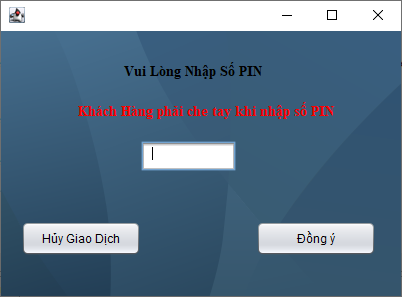 Vui Lòng Nhập Số PIN
Khách Hàng phải che tay khi nhập số PIN
Hủy Giao Dịch
Đồng ý